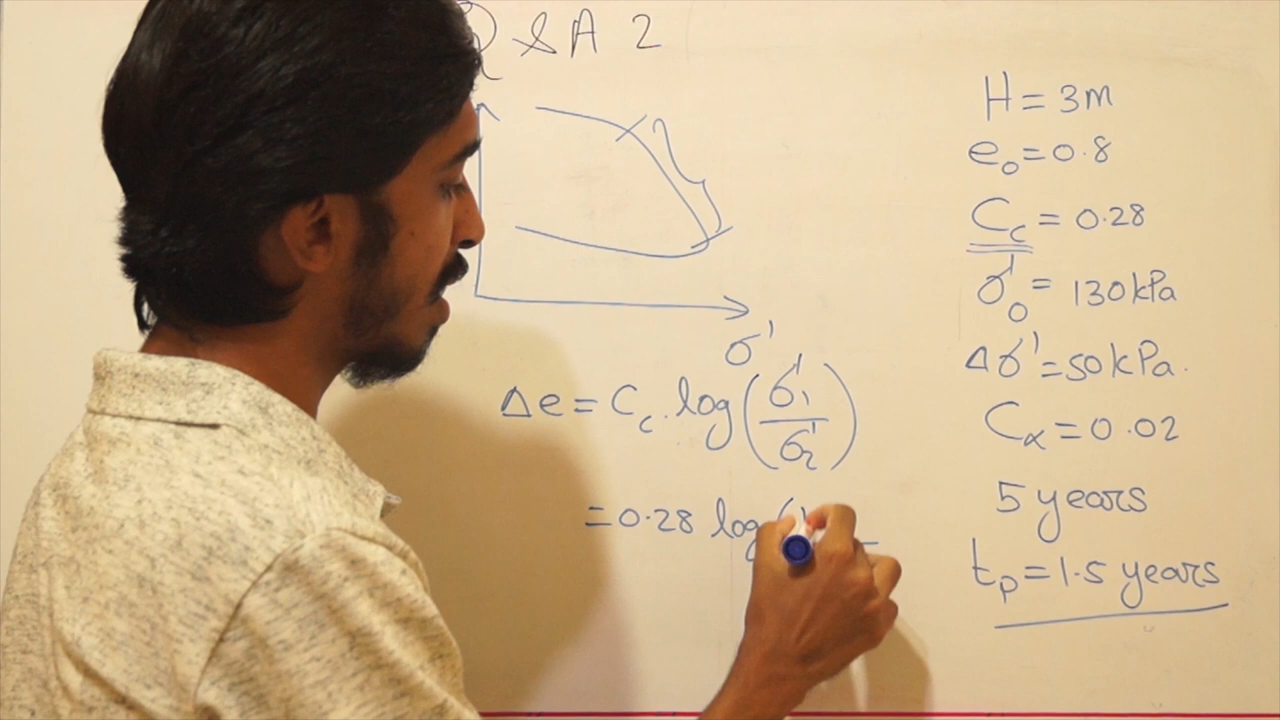 Q & A 2
σ'
Δe = Cc . log (σ'1 / σ'2)
= 0.28 log (
H = 3m
e0 = 0.8
Cc = 0.28
σ'0 = 130 kPa
Δσ' = 50 kPa.
Cα = 0.02
5 years
tp = 1.5 years